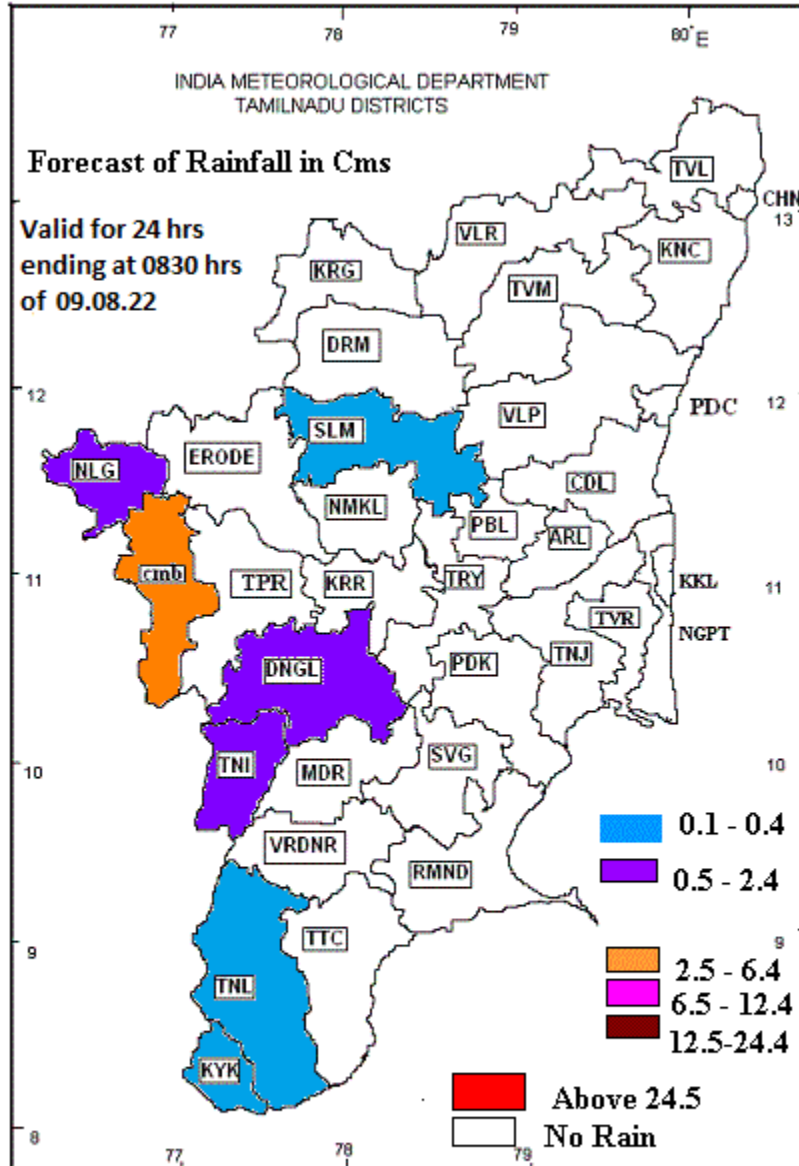 77 78 79 80°E
INDIA METEOROLOGICAL DEPARTMENT
TAMILNADU DISTRICTS
Forecast of Rainfall in Cms
Valid for 24 hrs
ending at 0830 hrs
of 09.08.22
TVL
CHN
13
VLR
KNC
KRG
TVM
DRM
12
VLP
PDC
12
SLM
ERODE
NLG
CDL
NMKL
PBL
ARL
11
cmb
TPR
KRR
TRY
KKL
11
TVR
NGPT
DNGL
PDK
TNJ
10
TNI
MDR
SVG
10
0.1 - 0.4
VRDNR
RMND
0.5 - 2.4
9
TTC
9
2.5 - 6.4
TNL
6.5 - 12.4
12.5-24.4
KYK
Above 24.5
8
No Rain
77 78 79